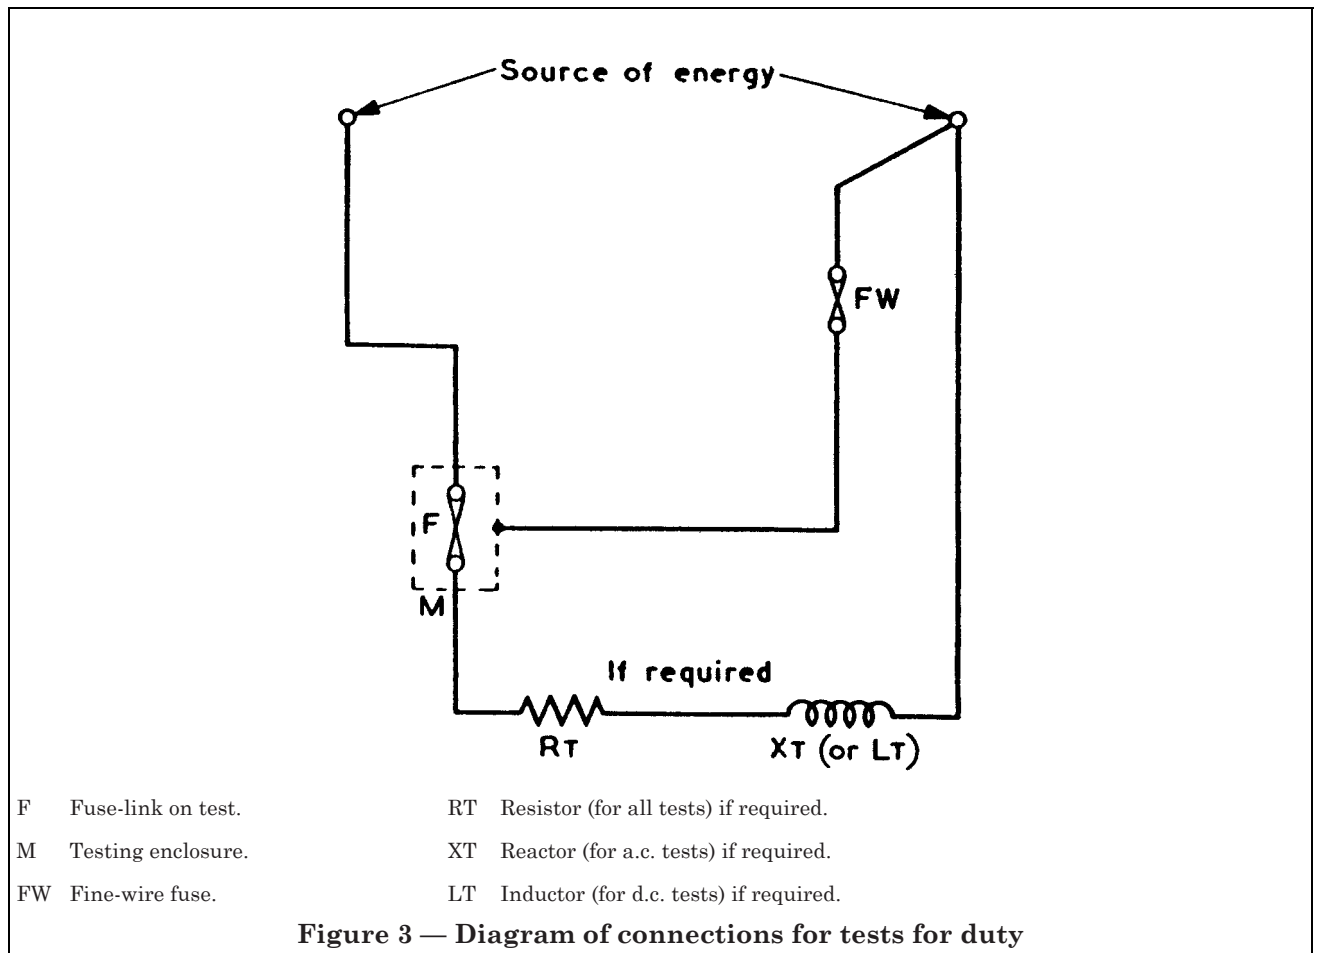 Source of energy
FW
F
M
If required
RT
XT (or LT)
F Fuse-link on test.
RT Resistor (for all tests) if required.
M Testing enclosure.
XT Reactor (for a.c. tests) if required.
FW Fine-wire fuse.
LT Inductor (for d.c. tests) if required.
Figure 3 — Diagram of connections for tests for duty